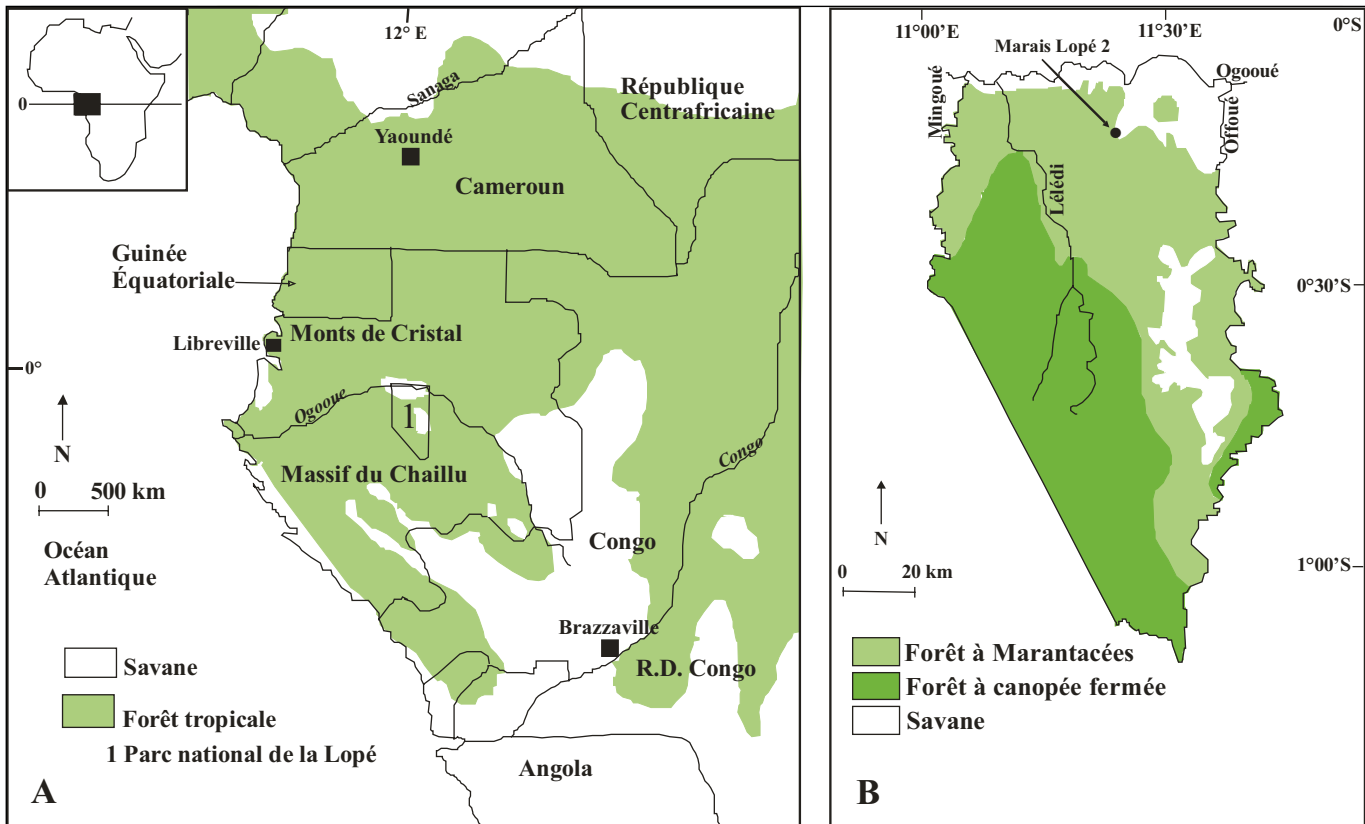 0
12° E
Sanaga
République
Centrafricaine
Yaoundé
Cameroun
Guinée
Équatoriale
Monts de Cristal
Libreville
0°
Ogooue
1
N
Massif du Chaillu
Congo
0 500 km
Congo
Océan
Atlantique
Brazzaville
R.D. Congo
Savane
Forêt tropicale
1 Parc national de la Lopé
Angola
A
11°00’E
11°30’E
0°S
Marais Lopé 2
Ogooué
Mingoué
Offoué
Lélédi
0°30’S
N
1°00’S
0 20 km
Forêt à Marantacées
Forêt à canopée fermée
Savane
B